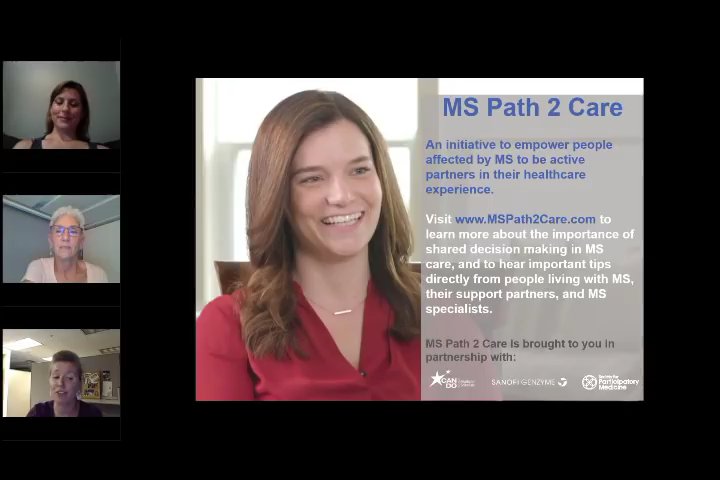 MS Path 2 Care
An initiative to empower people
affected by MS to be active
partners in their healthcare
experience.
Visit www.MSPath2Care.com to
learn more about the importance of
shared decision making in MS
care, and to hear important tips
directly from people living with MS,
their support partners, and MS
specialists.
MS Path 2 Care is brought to you in
partnership with:
CAN
DO
SANOFI GENZYME
Participatory
Medicine